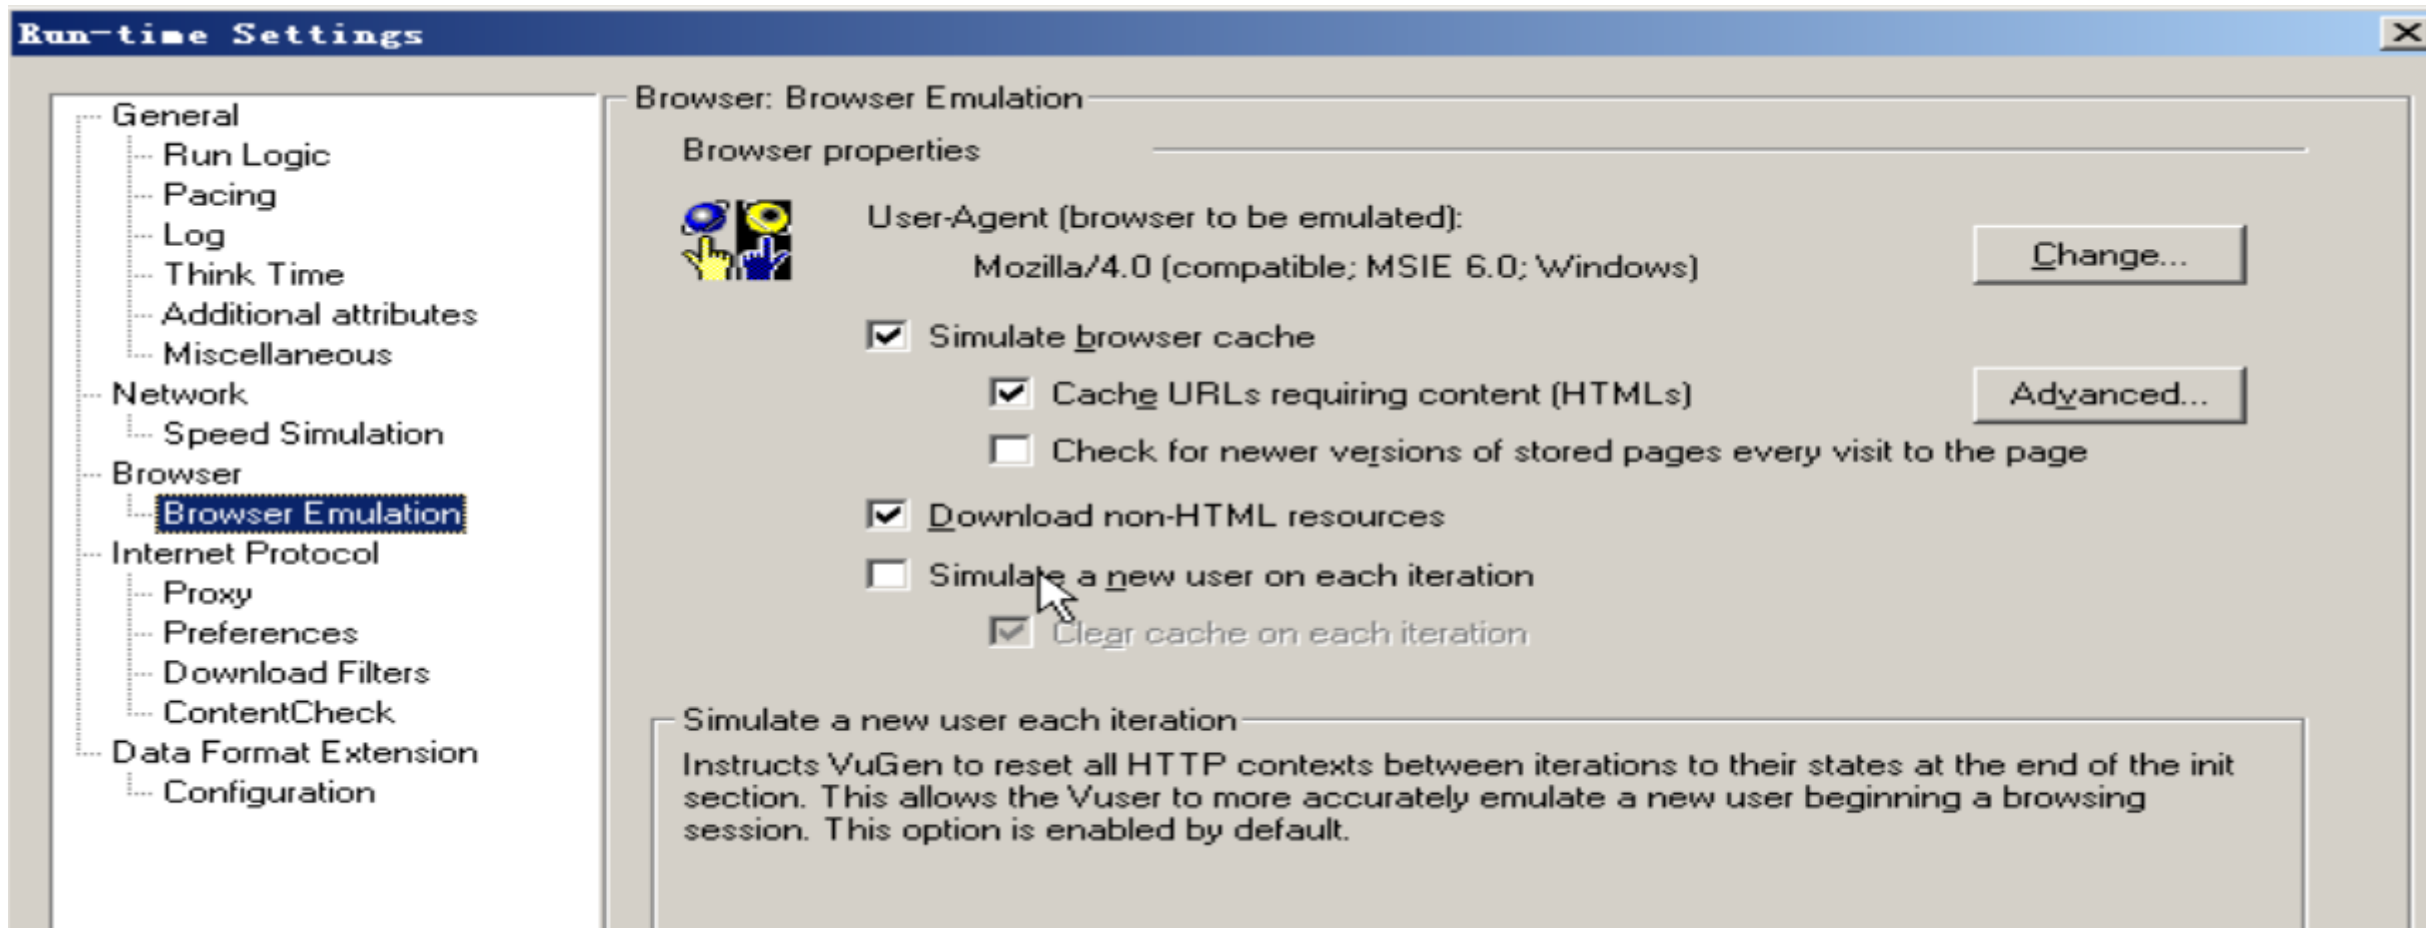 Run-time Settings
General
Run Logic
Pacing
Log
Think Time
Additional attributes
Miscellaneous
Network
Speed Simulation
Browser
Browser Emulation
Internet Protocol
Proxy
Preferences
Download Filters
ContentCheck
Data Format Extension
Configuration
Browser: Browser Emulation
Browser properties
User-Agent (browser to be emulated):
Mozilla/4.0 (compatible; MSIE 6.0; Windows)
Change...
Simulate browser cache
Cache URLs requiring content (HTMLs)
Advanced...
Check for newer versions of stored pages every visit to the page
Download non-HTML resources
Simulate a new user on each iteration
Clear cache on each iteration
Simulate a new user each iteration
Instructs VuGen to reset all HTTP contexts between iterations to their states at the end of the init
section. This allows the Vuser to more accurately emulate a new user beginning a browsing
session. This option is enabled by default.